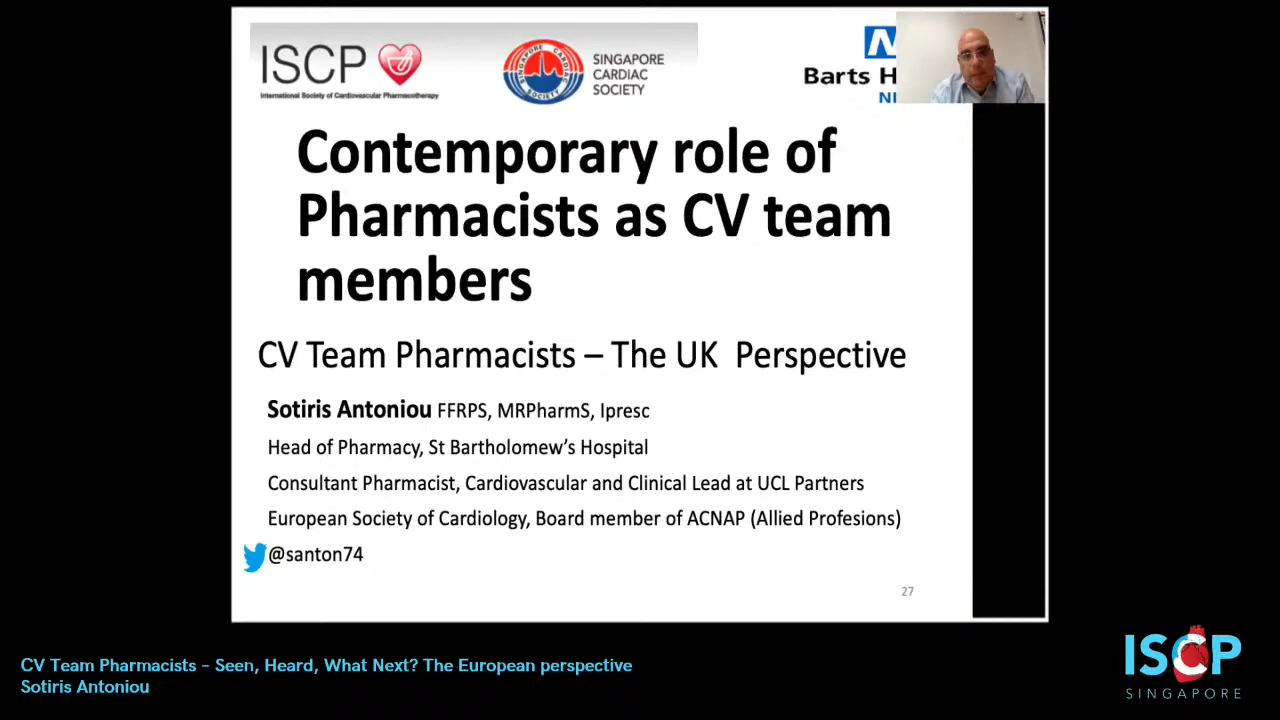 ISCP
International Society of Cardiovascular Pharmacotherapy
SINGAPORE CARDIAC SOCIETY
SINGAPORE
CARDIAC
SOCIETY
Barts H
Contemporary role of
Pharmacists as CV team
members
CV Team Pharmacists – The UK Perspective
Sotiris Antoniou FFRPS, MRPharmS, Ipresc
Head of Pharmacy, St Bartholomew's Hospital
Consultant Pharmacist, Cardiovascular and Clinical Lead at UCL Partners
European Society of Cardiology, Board member of ACNAP (Allied Profesions)
@santon74
27
CV Team Pharmacists – Seen, Heard, What Next? The European perspective
Sotiris Antoniou
ISCP
SINGAPORE